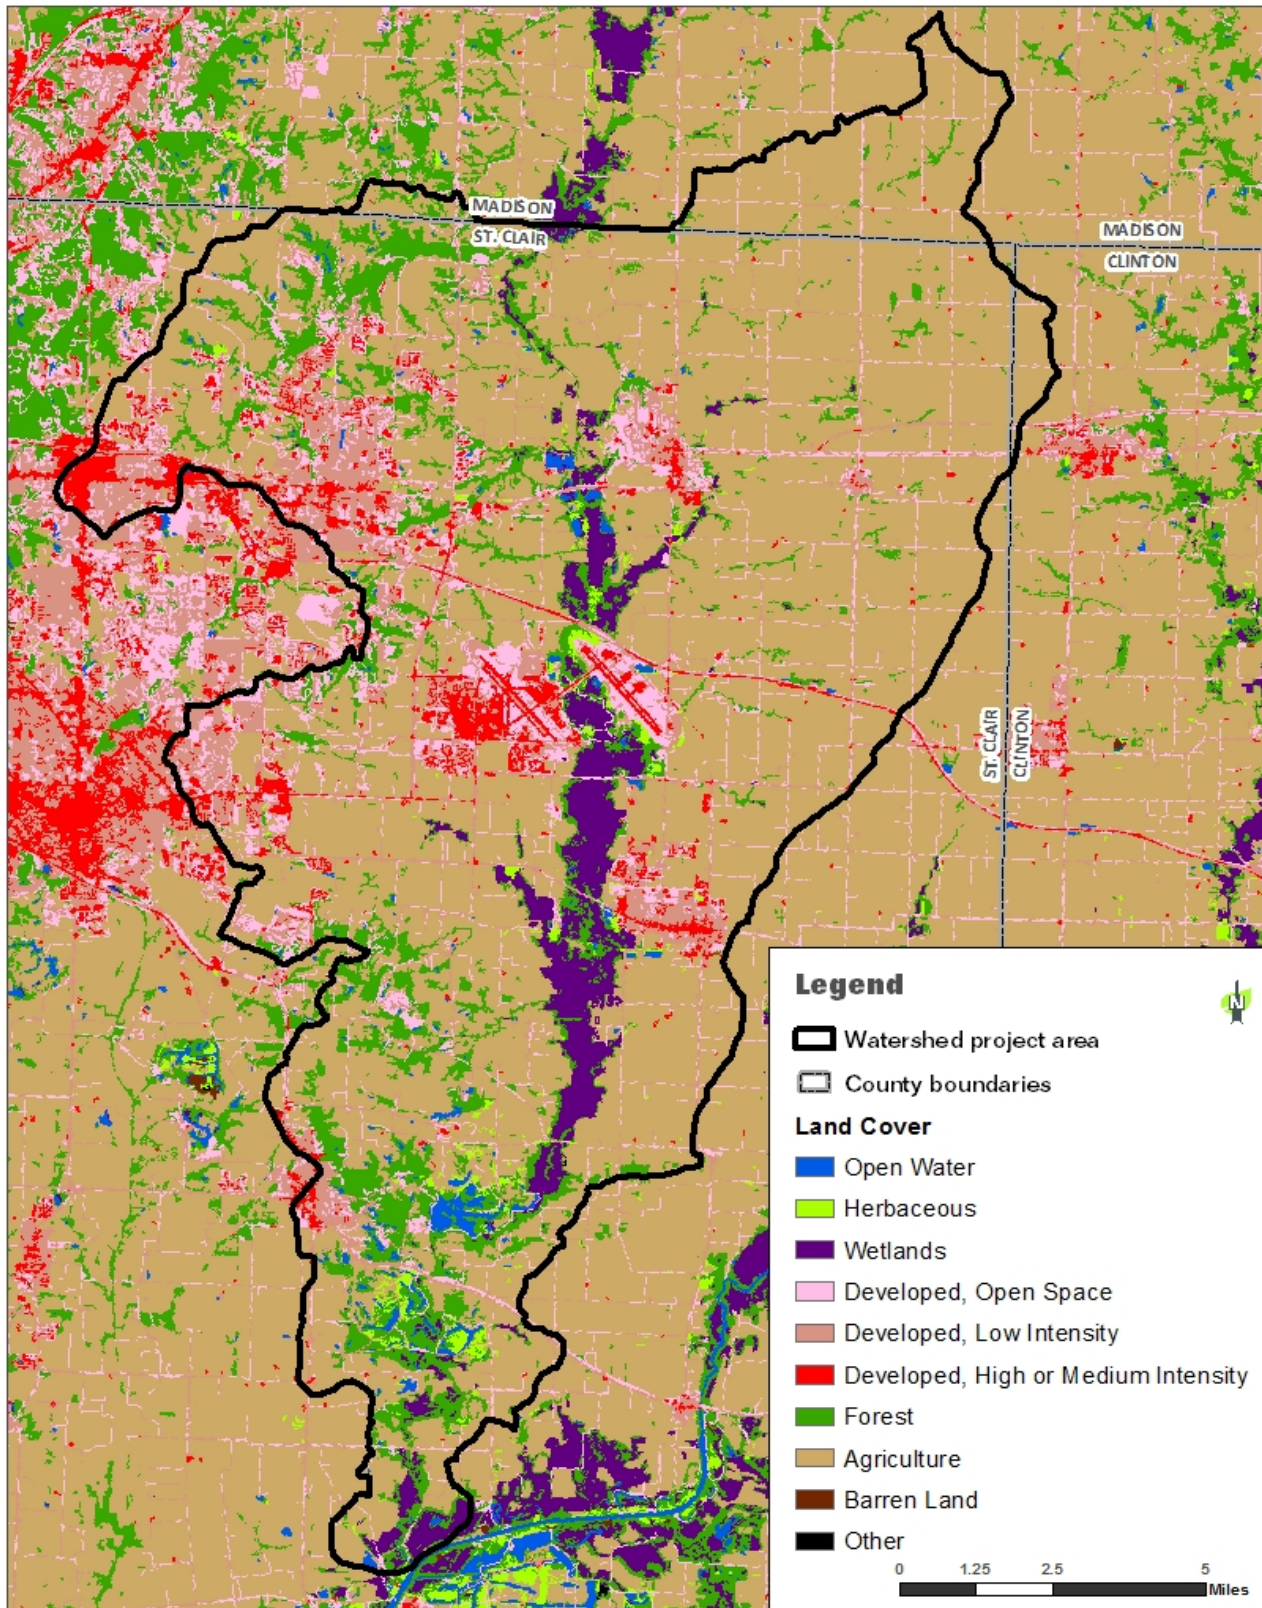 MADISON
ST. CLAIR
MADISON
CLINTON
ST. CLAIR
CLINTON
Legend
N
Watershed project area
County boundaries
Land Cover
Open Water
Herbaceous
Wetlands
Developed, Open Space
Developed, Low Intensity
Developed, High or Medium Intensity
Forest
Agriculture
Barren Land
Other
0 1.25 2.5 5
Miles